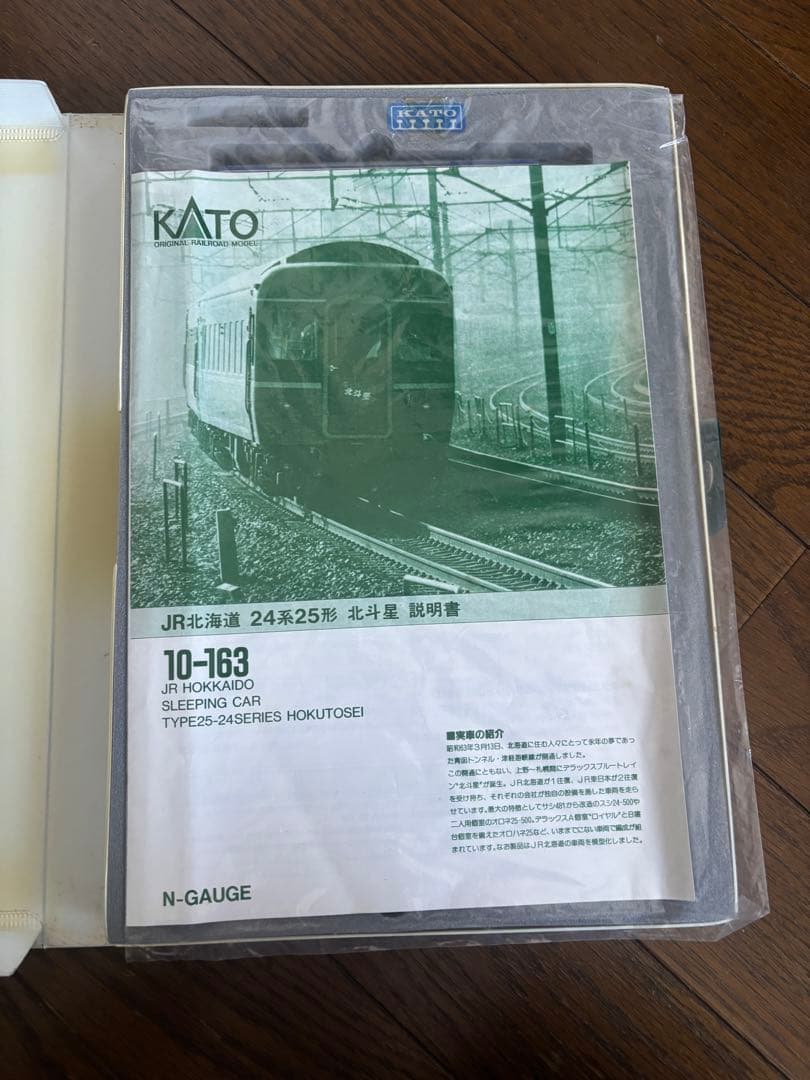 KATO
KATO
ORIGINAL RAILROAD MODEL
北斗星
JR北海道 24系25形 北斗星 説明書
10-163
JR HOKKAIDO
SLEEPING CAR
TYPE25-24SERIES HOKUTOSEI
■実車の紹介
昭和63年3月13日、北海道に住む人々にとって永年の夢であっ
た青函トンネル・津軽海峡線が開通しました。
この開通にともない、上野〜札幌間にデラックスブルートレイ
ン"北斗星"が誕生。JR北海道が1往復、JR東日本が2往復
を受け持ち、それぞれの会社が独自の設備を施した車両を走ら
せています。最大の特徴としてサシ481から改造のスシ24-500や
二人用個室のオロネ25-500。デラックスA個室"ロイヤル"とB寝
台個室を備えたオロハネ25など、いままでにない車両で編成が組
まれています。なお製品はJR北海道の車両を模型化しました。
N-GAUGE